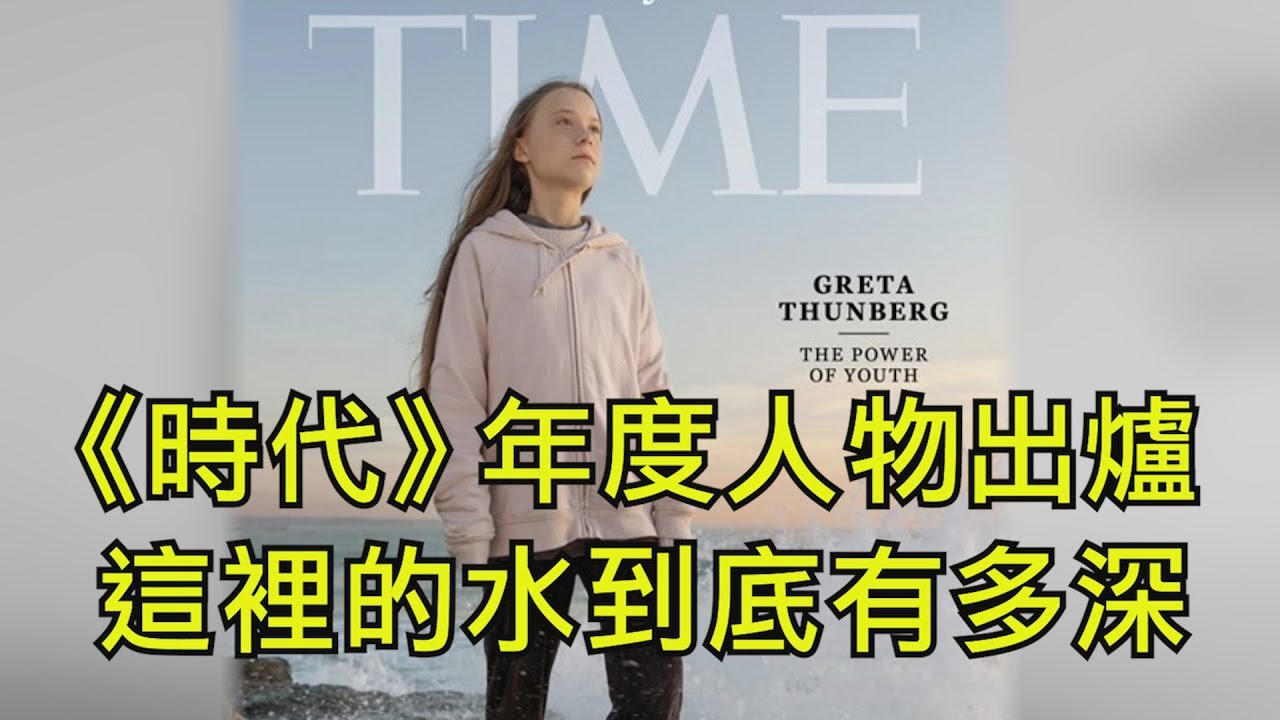 TIME
GRETA
THUNBERG
THE POWER
OF YOUTH
《時代》年度人物出爐
這裡的水到底有多深